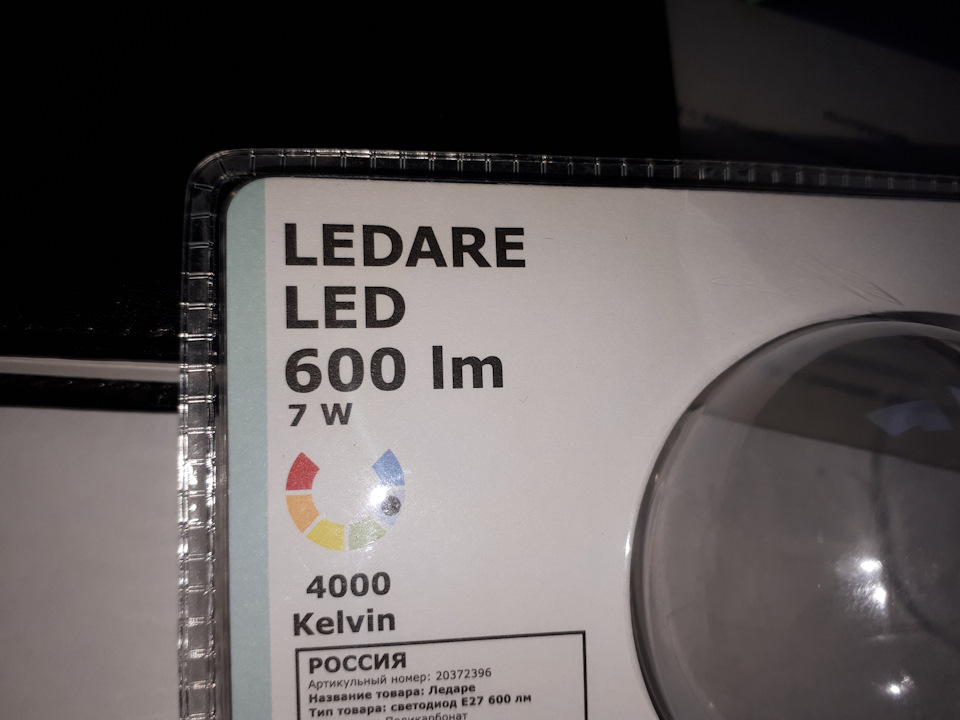 LEDARE
LED
600 lm
7 W
4000
Kelvin
РОССИЯ
Артикульный номер: 20372396
Название товара: Ледаре
Тип товара: светодиод E27 600 лм
Поликарбонат